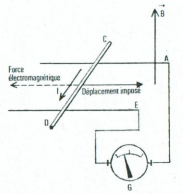 B
C
A
Force
électromagnétique
I
Déplacement imposé
D
E
G